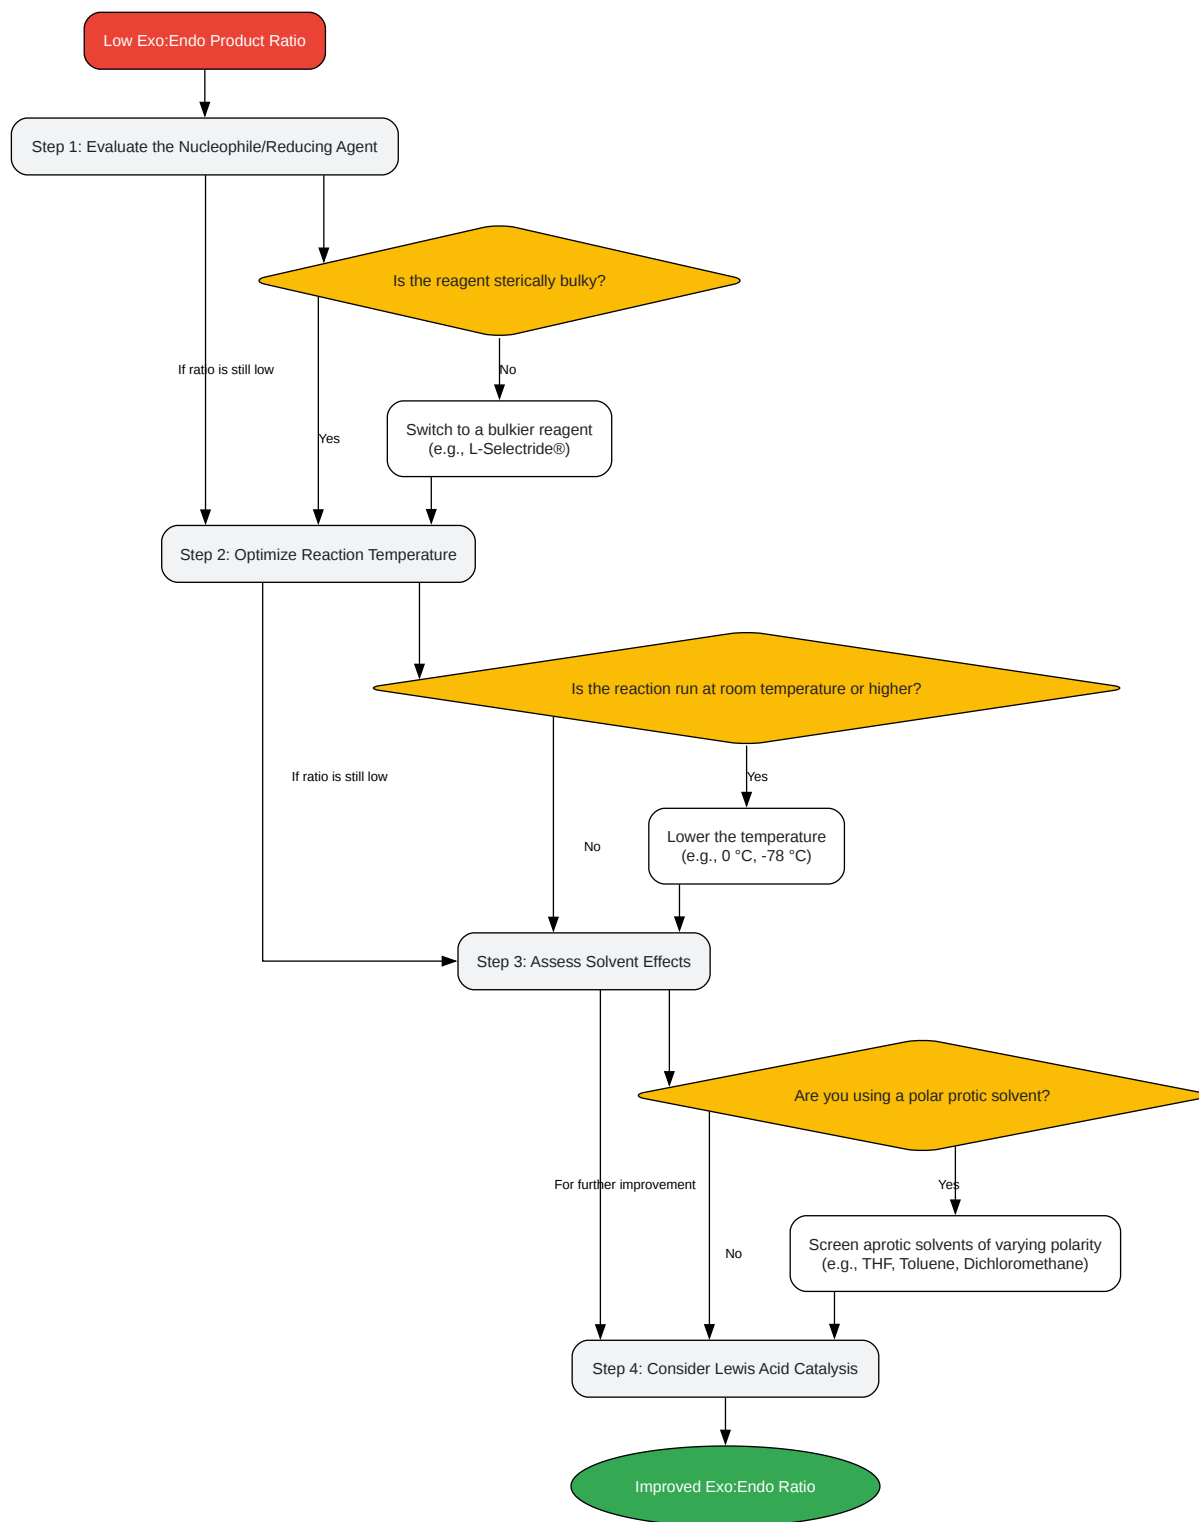 Low Exo:Endo Product Ratio
Step 1: Evaluate the Nucleophile/Reducing Agent
Is the reagent sterically bulky?
If ratio is still low
No
Yes
Switch to a bulkier reagent
(e.g., L-Selectride®)
Step 2: Optimize Reaction Temperature
Is the reaction run at room temperature or higher?
If ratio is still low
Yes
No
Lower the temperature
(e.g., 0 °C, -78 °C)
Step 3: Assess Solvent Effects
Are you using a polar protic solvent?
For further improvement
Yes
No
Screen aprotic solvents of varying polarity
(e.g., THF, Toluene, Dichloromethane)
Step 4: Consider Lewis Acid Catalysis
Improved Exo:Endo Ratio